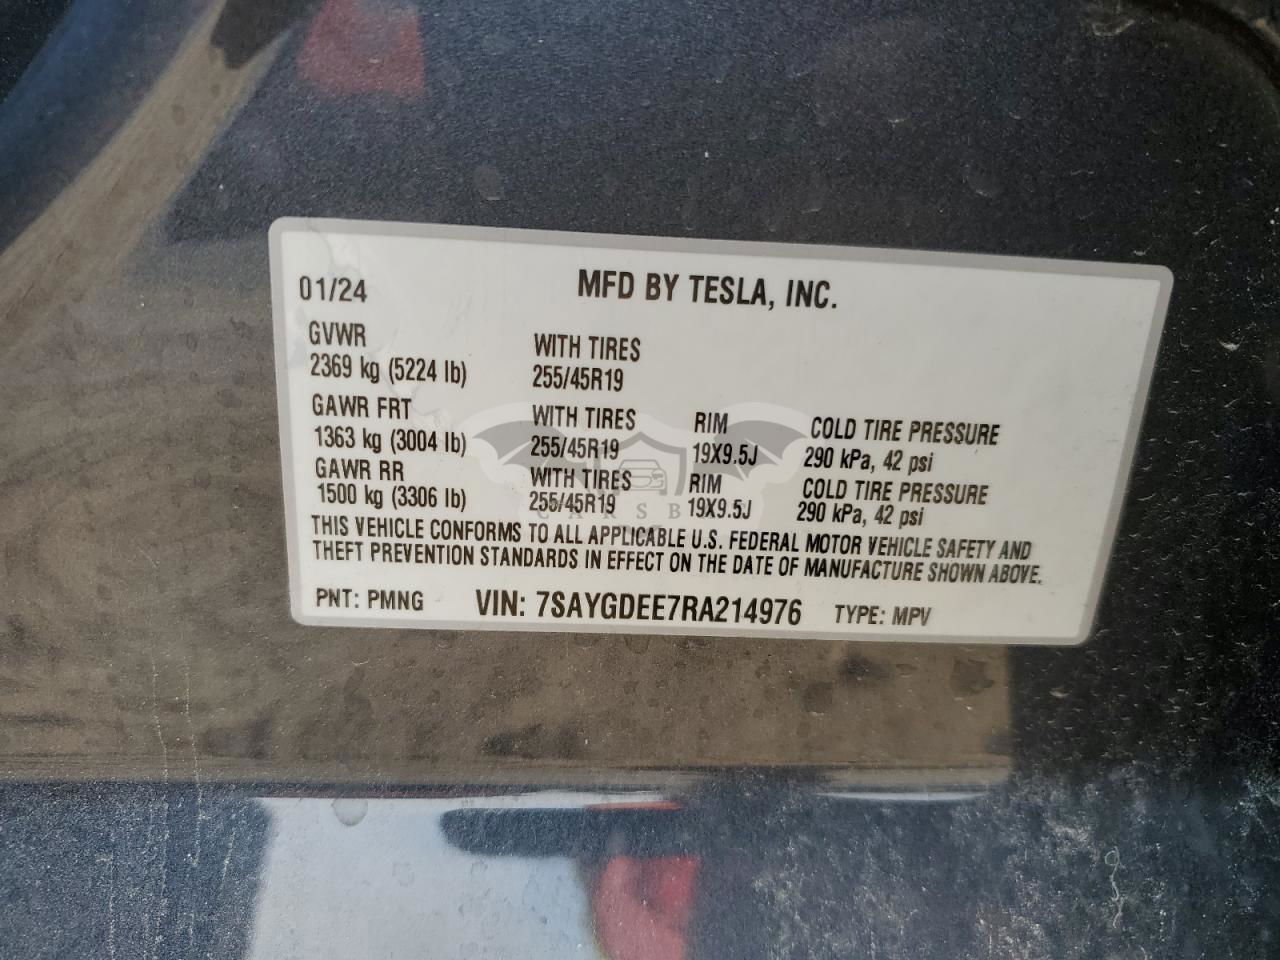 01/24 MFD BY TESLA, INC.
GVWR WITH TIRES
2369 kg (5224 lb) 255/45R19
GAWR FRT WITH TIRES RIM COLD TIRE PRESSURE
1363 kg (3004 lb) 255/45R19 19X9.5J 290 kPa, 42 psi
GAWR RR WITH TIRES RIM COLD TIRE PRESSURE
1500 kg (3306 lb) 255/45R19 19X9.5J 290 kPa, 42 psi
THIS VEHICLE CONFORMS TO ALL APPLICABLE U.S. FEDERAL MOTOR VEHICLE SAFETY AND
THEFT PREVENTION STANDARDS IN EFFECT ON THE DATE OF MANUFACTURE SHOWN ABOVE.
PNT: PMNG VIN: 7SAYGDEE7RA214976 TYPE: MPV